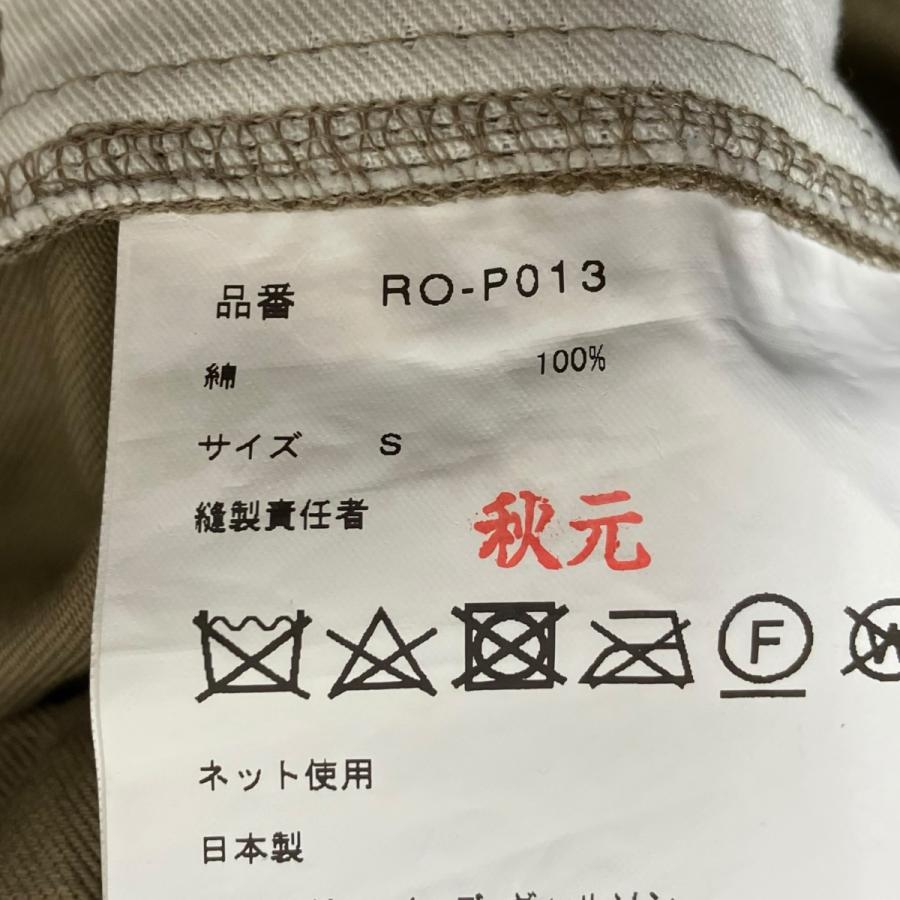 品番 RO-P013
綿 100%
サイズ S
縫製責任者 秋元
F W
ネット使用
日本製